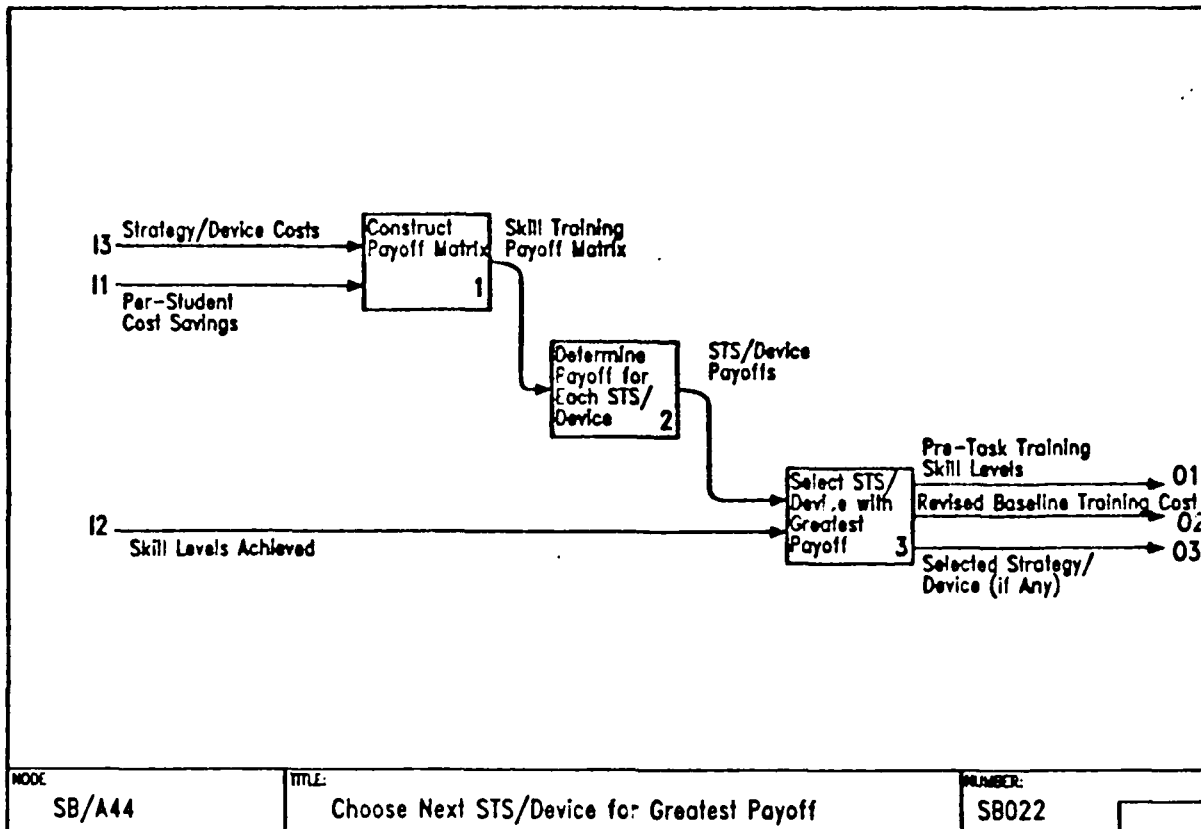 Strategy/Device Costs
I3
I1
Per-Student
Cost Savings
Construct
Payoff Matrix
1
Skill Training
Payoff Matrix
Determine
Payoff for
Each STS/
Device
2
STS/Device
Payoffs
I2
Skill Levels Achieved
Select STS/
Device with
Greatest
Payoff
3
Pre-Task Training
Skill Levels
O1
Revised Baseline Training Cost
O2
O3
Selected Strategy/
Device (if Any)
NODE
SB/A44
TITLE:
Choose Next STS/Device for Greatest Payoff
NUMBER:
SB022